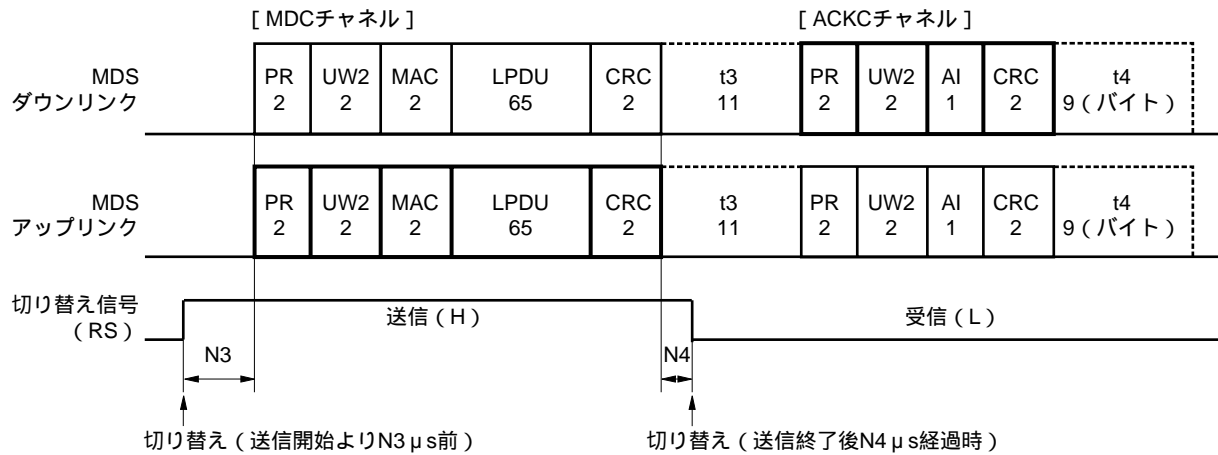 [ MDCチャネル ]
[ ACKCチャネル ]
MDS
ダウンリンク
PR
2
UW2
2
MAC
2
LPDU
65
CRC
2
t3
11
PR
2
UW2
2
AI
1
CRC
2
t4
9 ( バイト )
MDS
アップリンク
PR
2
UW2
2
MAC
2
LPDU
65
CRC
2
t3
11
PR
2
UW2
2
AI
1
CRC
2
t4
9 ( バイト )
切り替え信号
( RS )
送信 ( H )
受信 ( L )
N3
N4
切り替え ( 送信開始よりN3 μs前 )
切り替え ( 送信終了後N4 μs経過時 )